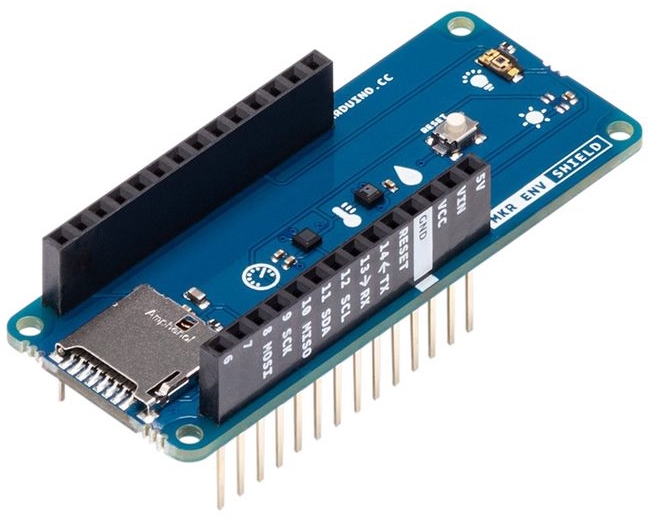 ARDUINO.CC
RESET
MKR ENV SHIELD
5V
VIN
VCC
GND
RESET
14←TX
13→RX
12 SCL
11 SDA
10 MISO
9 SCK
8 MOSI
7
6
Amphenol